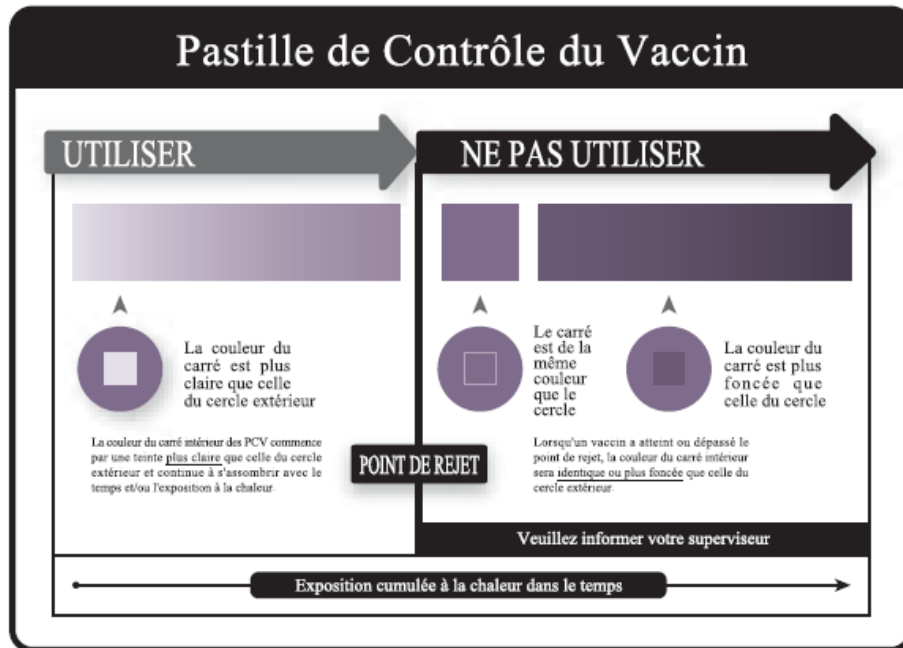 Pastille de Contrôle du Vaccin
UTILISER
NE PAS UTILISER
La couleur du
carré est plus
claire que celle
du cercle extérieur
Le carré
est de la
même
couleur
que le
cercle
La couleur du
carré est plus
foncée que
celle du cercle
La couleur du carré intérieur des PCV commence
par une teinte plus claire que celle du cercle
extérieur et continue à s'assombrir avec le
temps et/ou l'exposition à la chaleur.
POINT DE REJET
Lorsqu'un vaccin a atteint ou dépassé le
point de rejet, la couleur du carré intérieur
sera identique ou plus foncée que celle du
cercle extérieur.
Veuillez informer votre superviseur
Exposition cumulée à la chaleur dans le temps